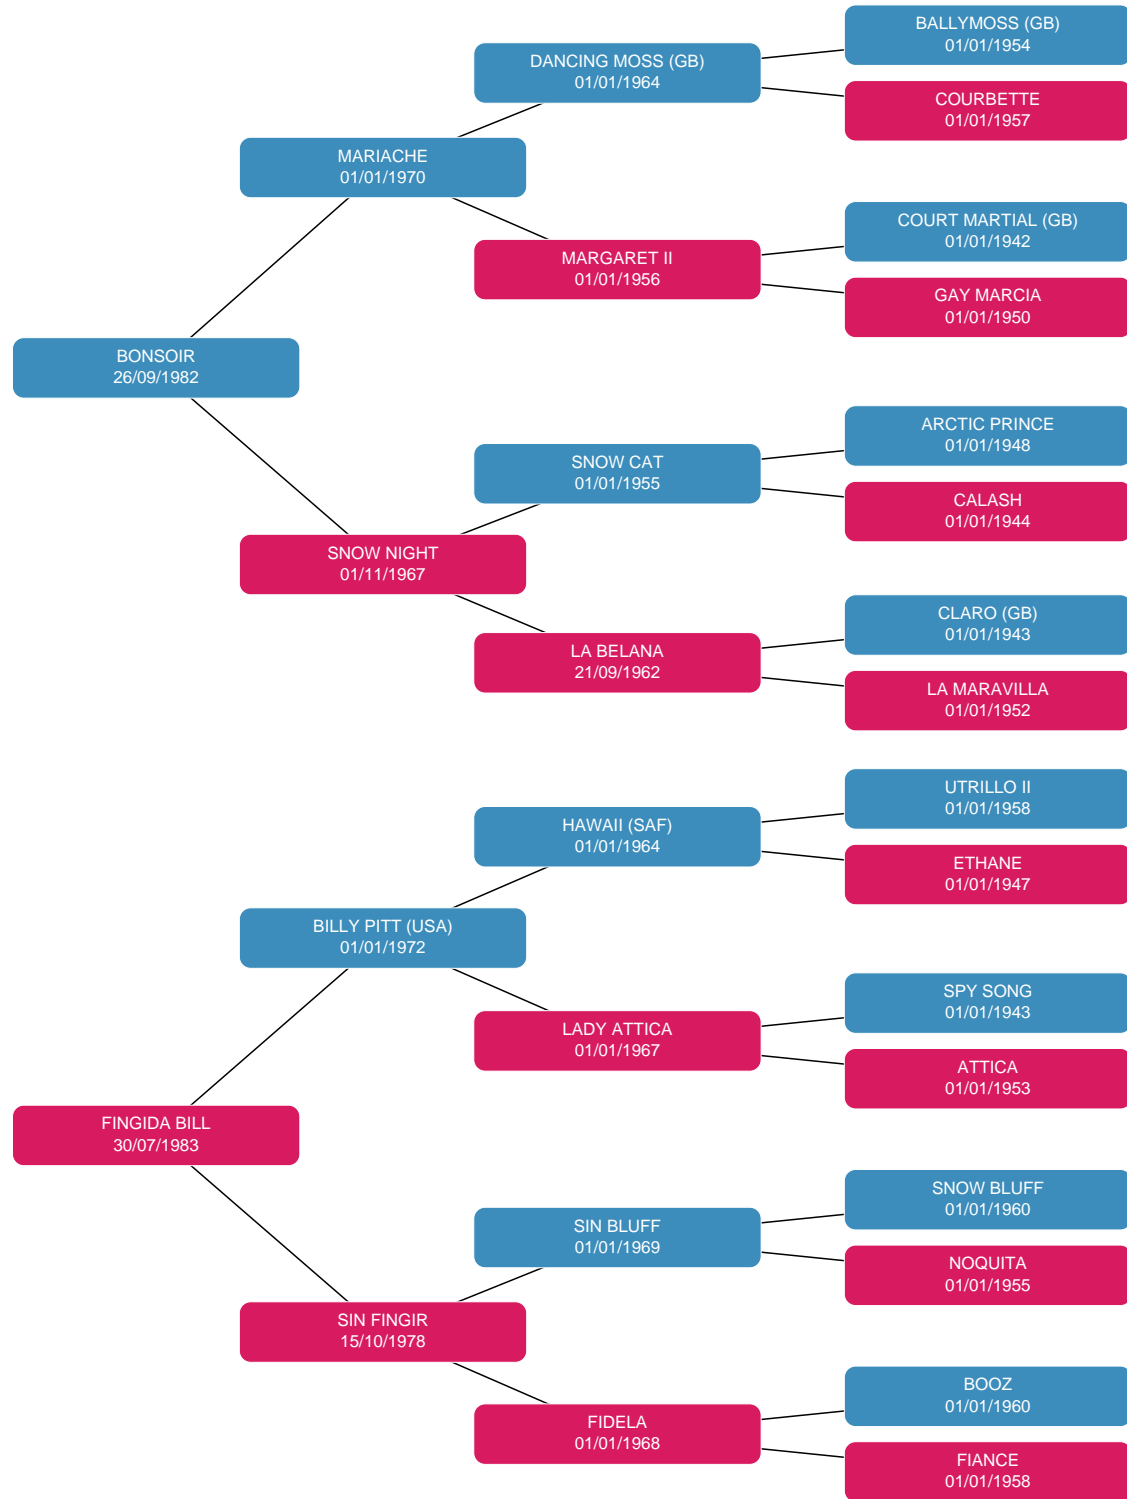 BALLYMOSS (GB)
01/01/1954
DANCING MOSS (GB)
01/01/1964
COURBETTE
01/01/1957
MARIACHE
01/01/1970
COURT MARTIAL (GB)
01/01/1942
MARGARET II
01/01/1956
GAY MARCIA
01/01/1950
BONSOIR
26/09/1982
ARCTIC PRINCE
01/01/1948
SNOW CAT
01/01/1955
CALASH
01/01/1944
SNOW NIGHT
01/11/1967
CLARO (GB)
01/01/1943
LA BELANA
21/09/1962
LA MARAVILLA
01/01/1952
UTRILLO II
01/01/1958
HAWAII (SAF)
01/01/1964
ETHANE
01/01/1947
BILLY PITT (USA)
01/01/1972
SPY SONG
01/01/1943
LADY ATTICA
01/01/1967
ATTICA
01/01/1953
FINGIDA BILL
30/07/1983
SNOW BLUFF
01/01/1960
SIN BLUFF
01/01/1969
NOQUITA
01/01/1955
SIN FINGIR
15/10/1978
BOOZ
01/01/1960
FIDELA
01/01/1968
FIANCE
01/01/1958